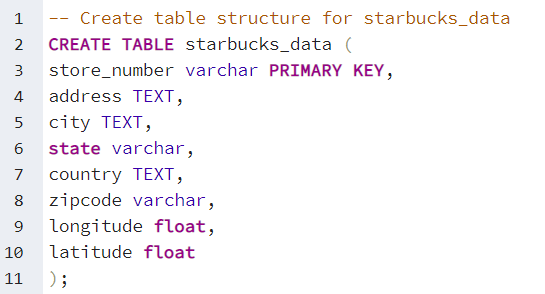 1 -- Create table structure for starbucks_data
2 CREATE TABLE starbucks_data (
3 store_number varchar PRIMARY KEY,
4 address TEXT,
5 city TEXT,
6 state varchar,
7 country TEXT,
8 zipcode varchar,
9 longitude float,
10 latitude float
11 );